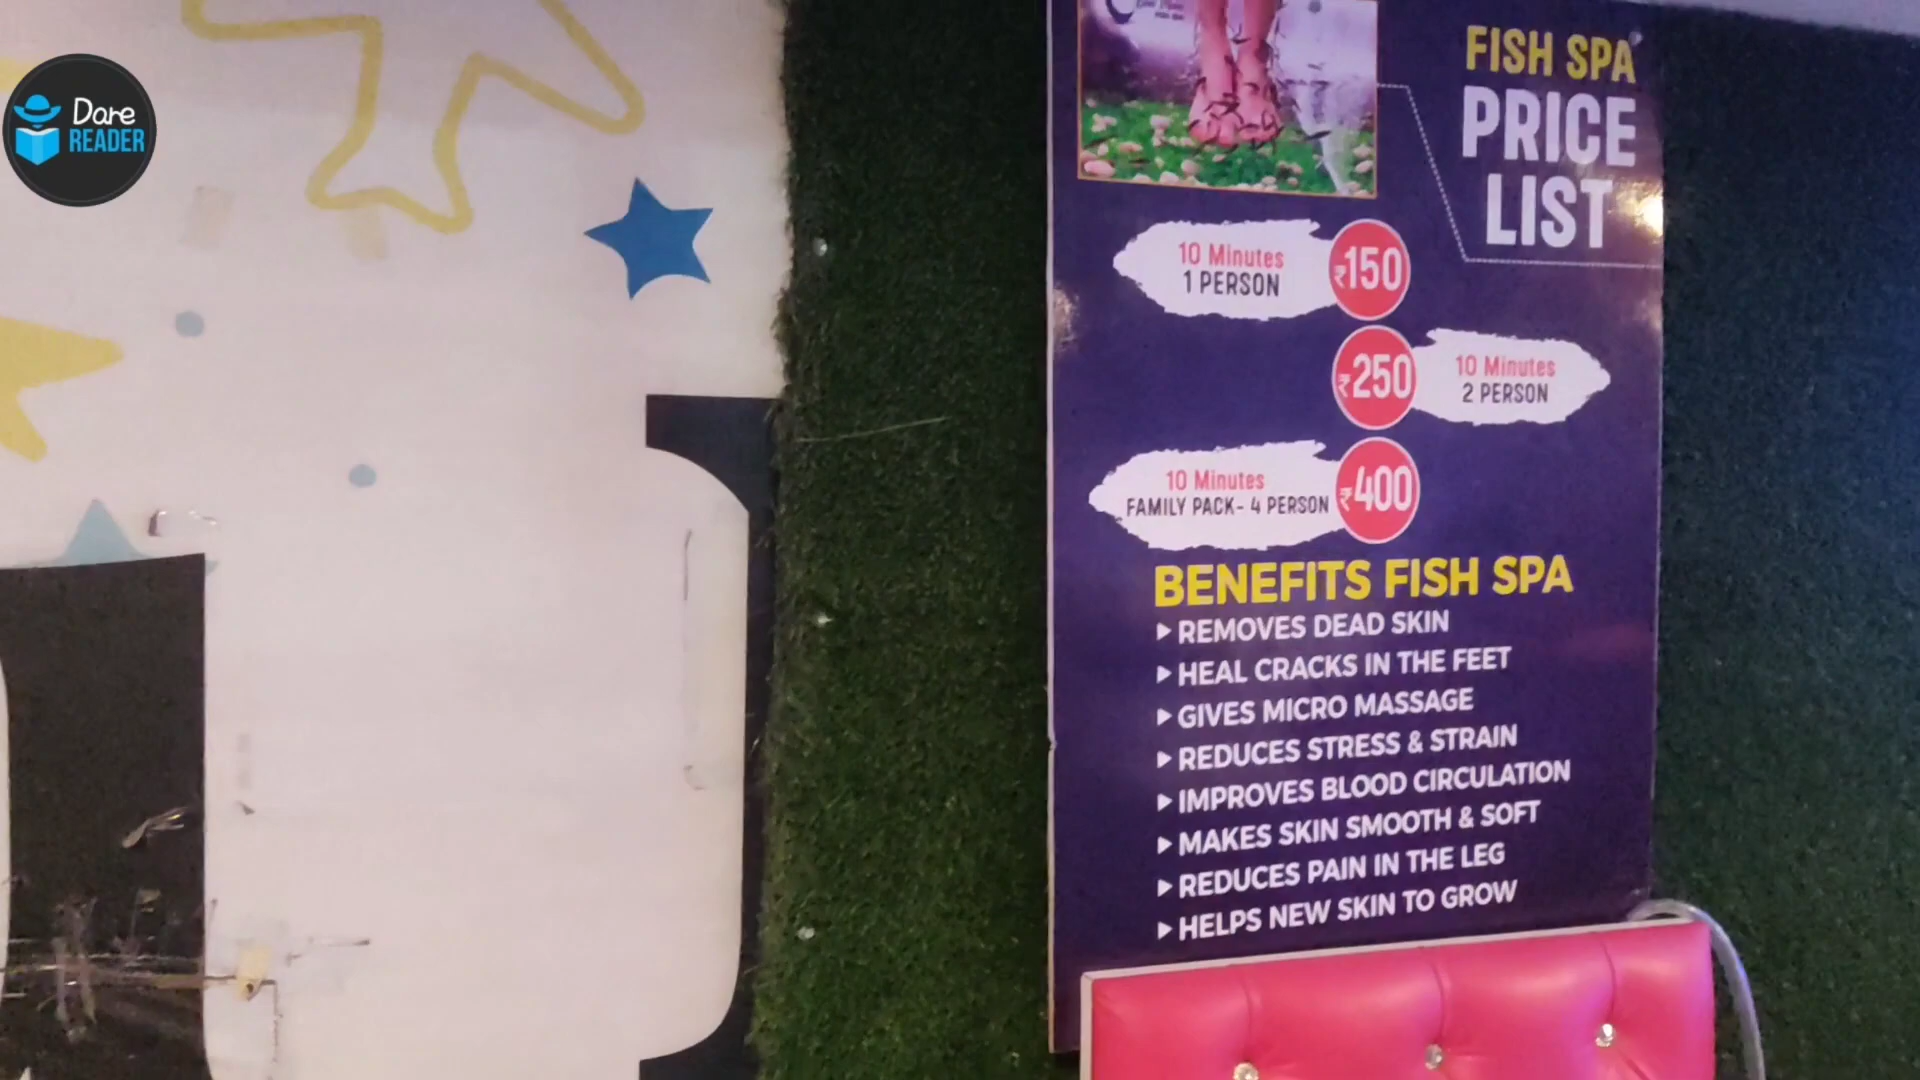 Dare
READER
FISH SPA
PRICE
LIST
10 Minutes
1 PERSON
₹150
₹250
10 Minutes
2 PERSON
10 Minutes
FAMILY PACK- 4 PERSON
₹400
BENEFITS FISH SPA
REMOVES DEAD SKIN
HEAL CRACKS IN THE FEET
GIVES MICRO MASSAGE
REDUCES STRESS & STRAIN
IMPROVES BLOOD CIRCULATION
MAKES SKIN SMOOTH & SOFT
REDUCES PAIN IN THE LEG
HELPS NEW SKIN TO GROW